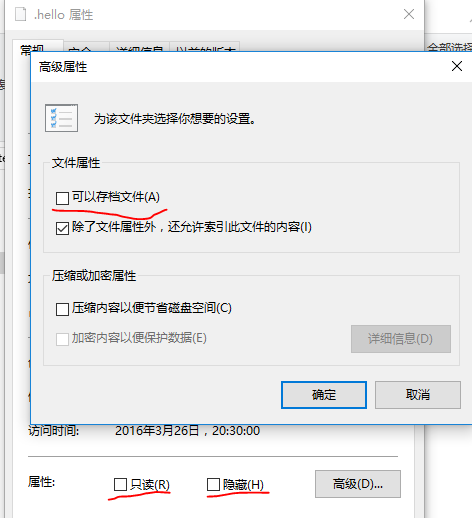 .hello 属性
常规 安全 详细信息 以前的版本
全部选择
高级属性
为该文件夹选择你想要的设置。
文件属性
可以存档文件(A)
除了文件属性外，还允许索引此文件的内容(I)
压缩或加密属性
压缩内容以便节省磁盘空间(C)
加密内容以便保护数据(E)
详细信息(D)
确定
取消
访问时间: 2016年3月26日，20:30:00
属性: 只读(R) 隐藏(H) 高级(D)...